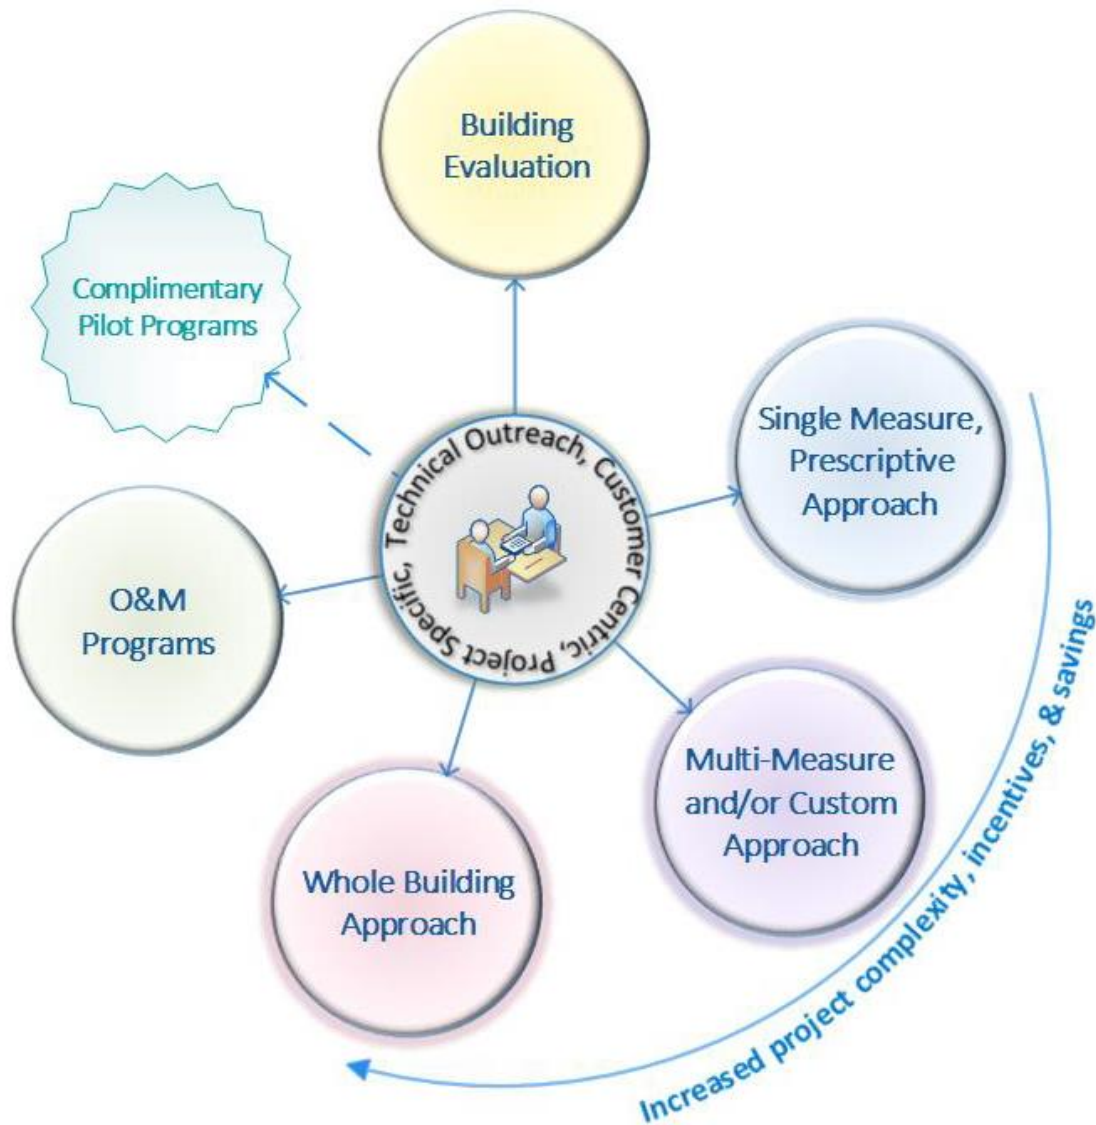 Building
Evaluation
Complimentary
Pilot Programs
Single Measure,
Prescriptive
Approach
Technical Outreach, Customer Centric, Project Specific,
O&M
Programs
Multi-Measure
and/or Custom
Approach
Whole Building
Approach
Increased project complexity, incentives, & savings